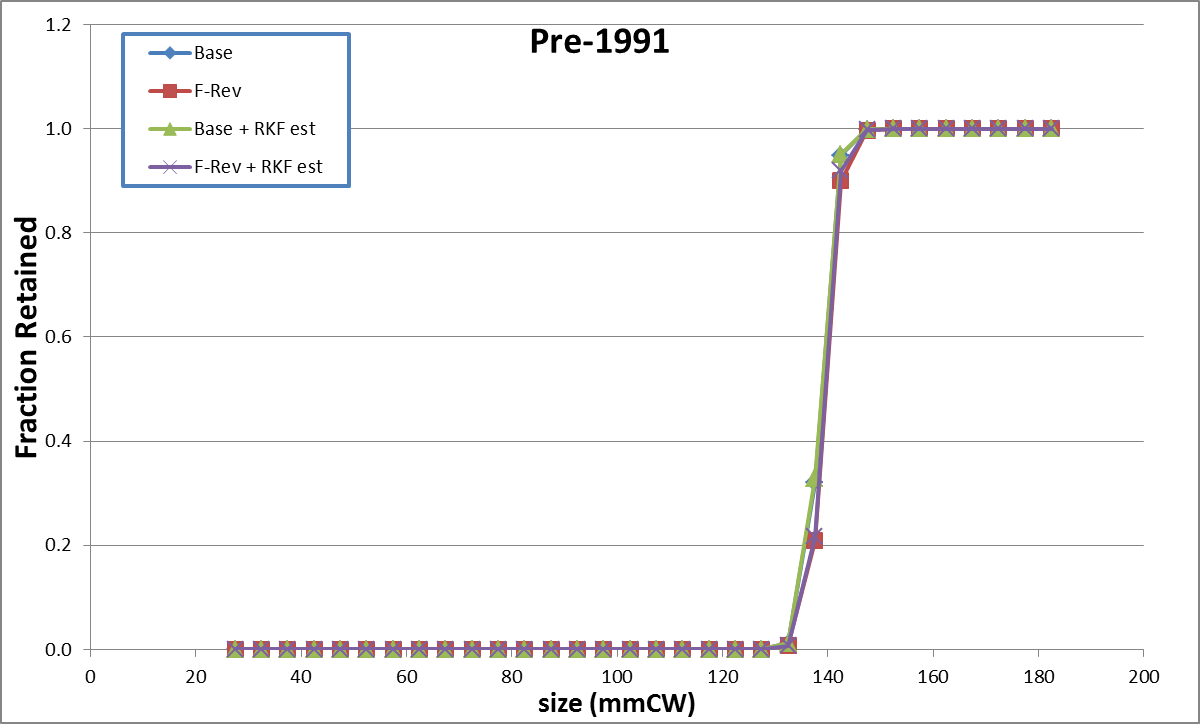 Pre-1991
Base
F-Rev
Base + RKF est
F-Rev + RKF est
Fraction Retained
1.2
1.0
0.8
0.6
0.4
0.2
0.0
0 20 40 60 80 100 120 140 160 180 200
size (mmCW)